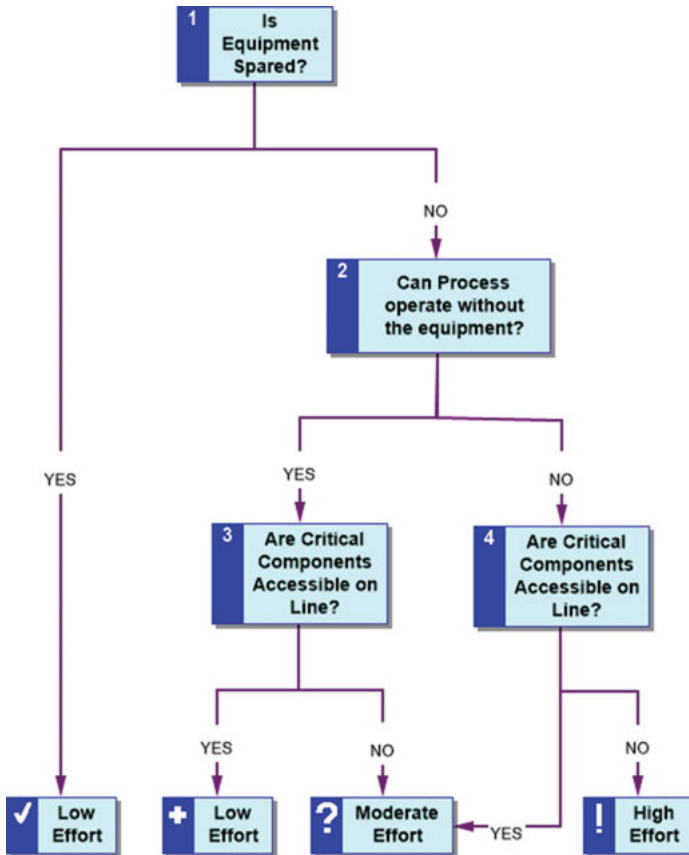 1
Is
Equipment
Spared?
NO
2
Can Process
operate without
the equipment?
YES
YES
NO
3
Are Critical
Components
Accessible on
Line?
4
Are Critical
Components
Accessible on
Line?
YES
NO
NO
✓
Low
Effort
+
Low
Effort
?
Moderate
Effort
YES
!
High
Effort